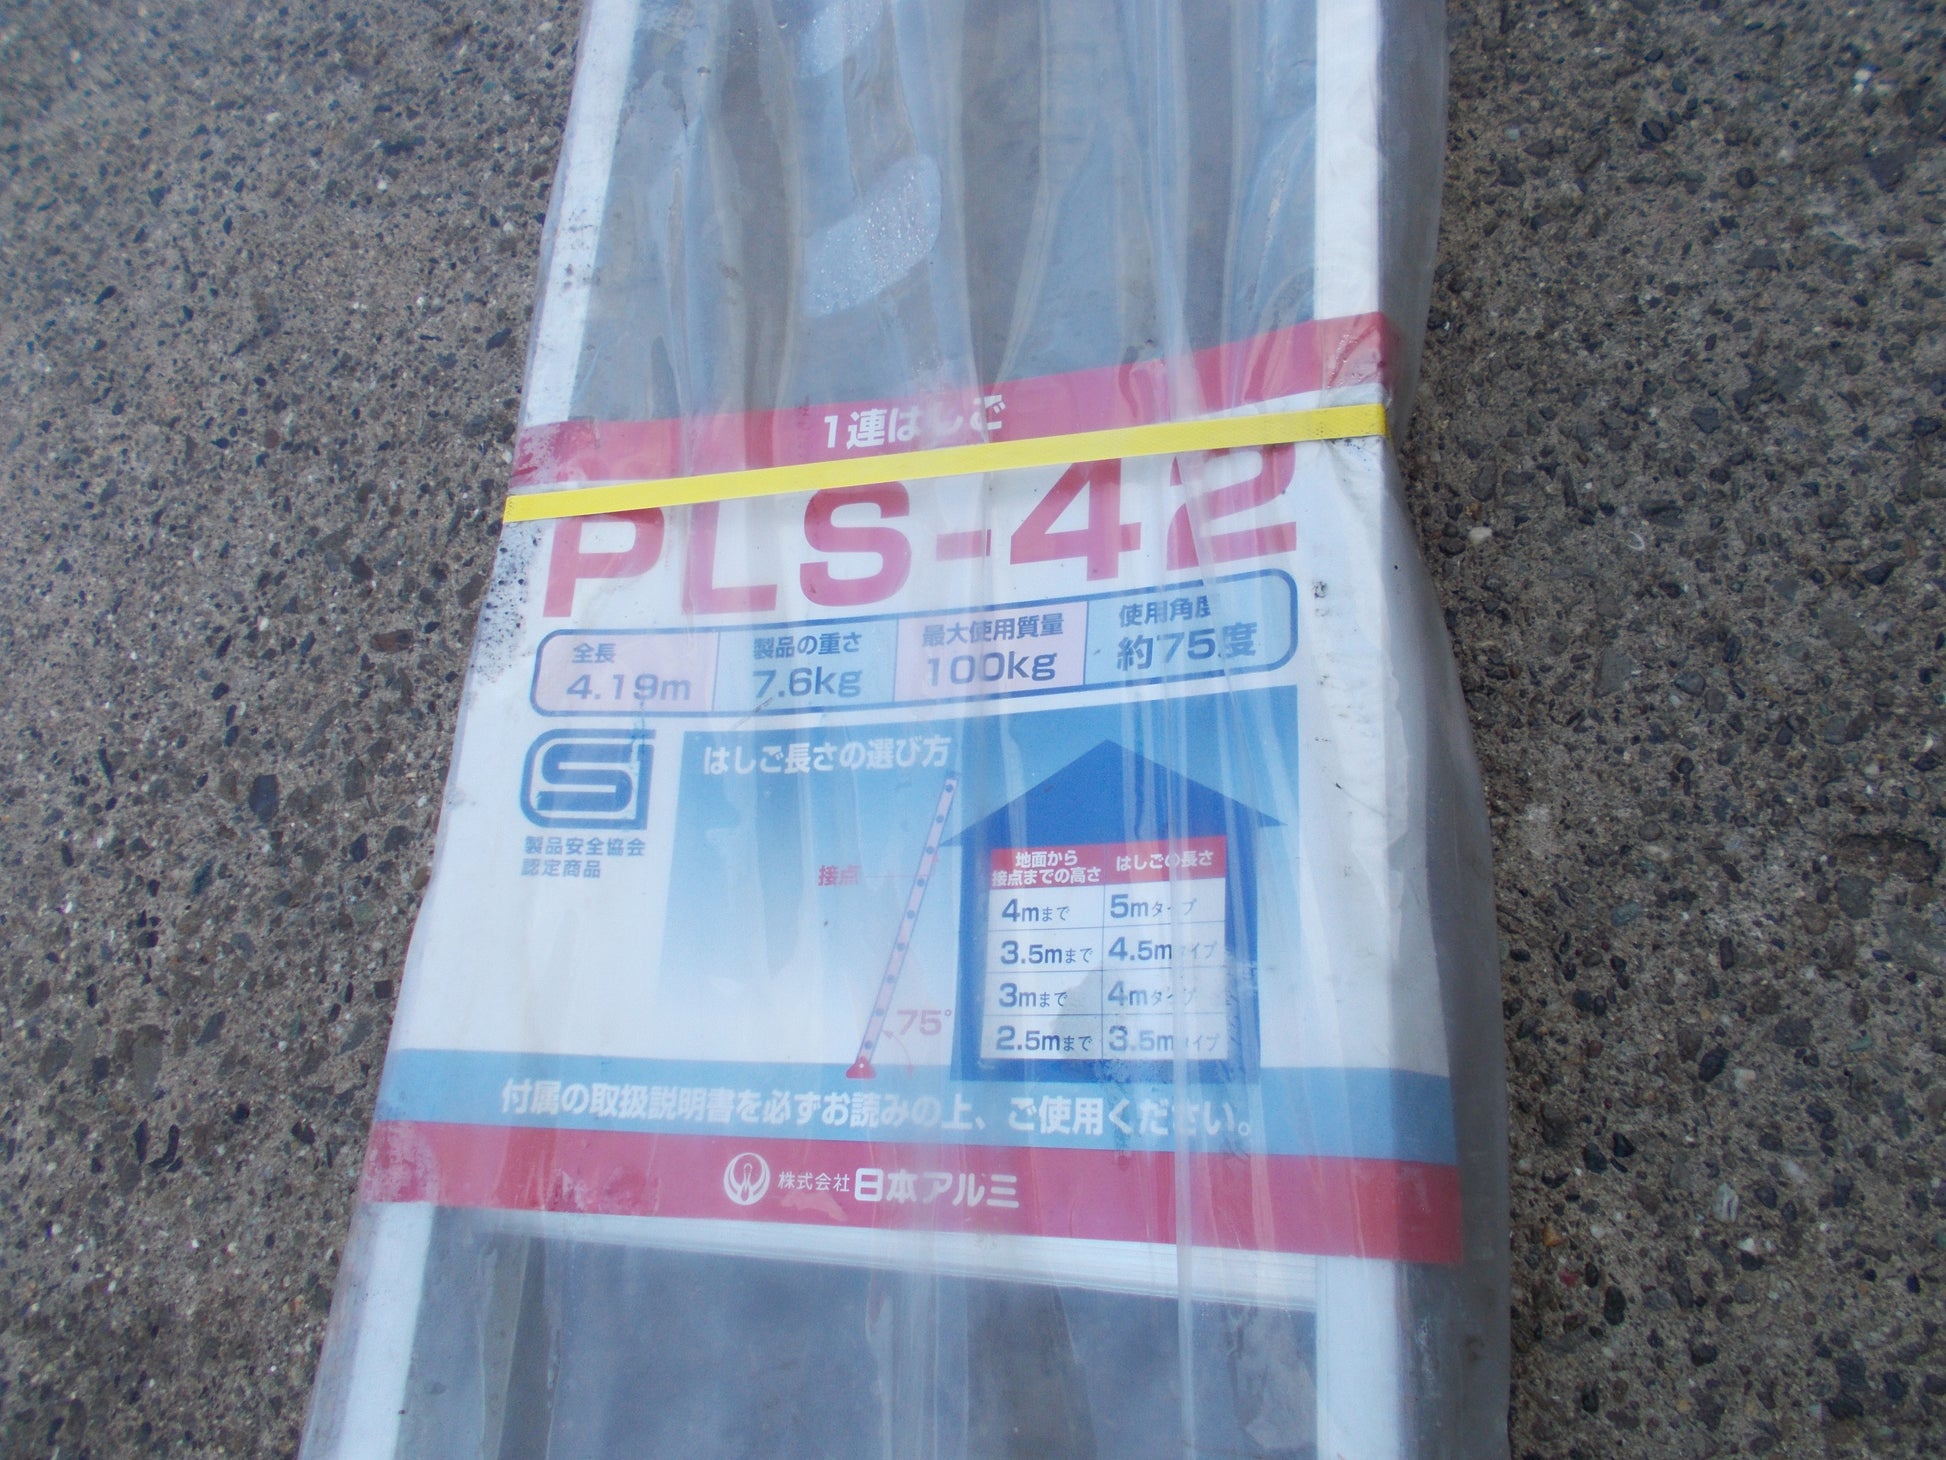 1連はしご
PLS-42
全長 製品の重さ 最大使用質量 使用角度
4.19m 7.6kg 100kg 約75度
S
製品安全協会
認定商品
はしご長さの選び方
接点
75°
地面から
接点までの高さ はしごの長さ
4mまで 5mタイプ
3.5mまで 4.5mタイプ
3mまで 4mタイプ
2.5mまで 3.5mタイプ
付属の取扱説明書を必ずお読みの上、ご使用ください。
株式会社 日本アルミ